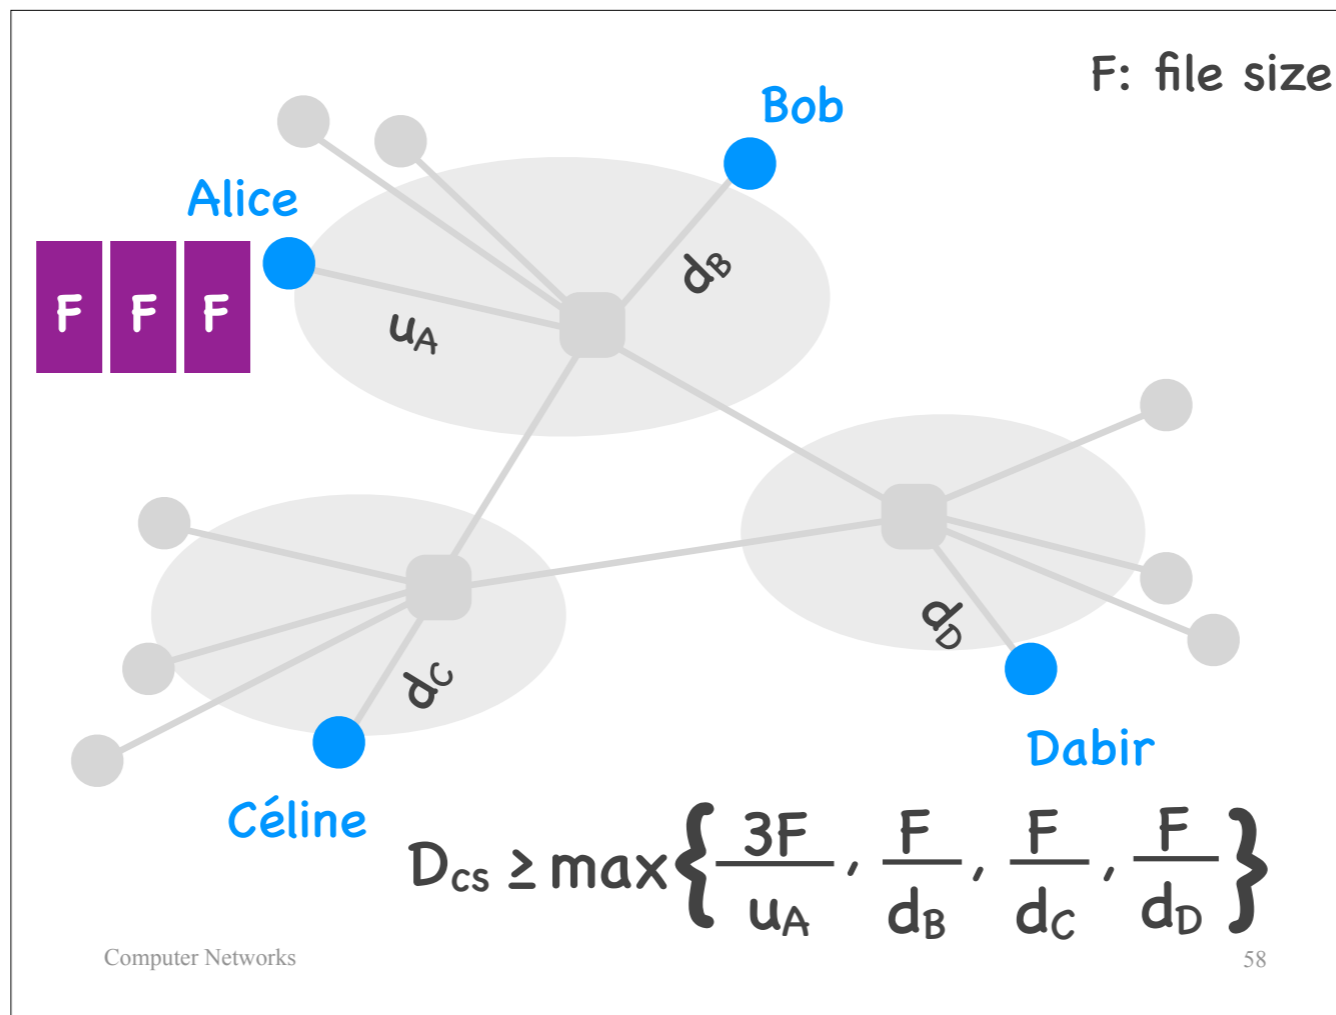 F: file size
Bob
Alice
F F F
dB
uA
dD
dC
Dabir
Céline
Dcs ≥ max{ 3F/uA, F/dB, F/dC, F/dD }
Computer Networks
58